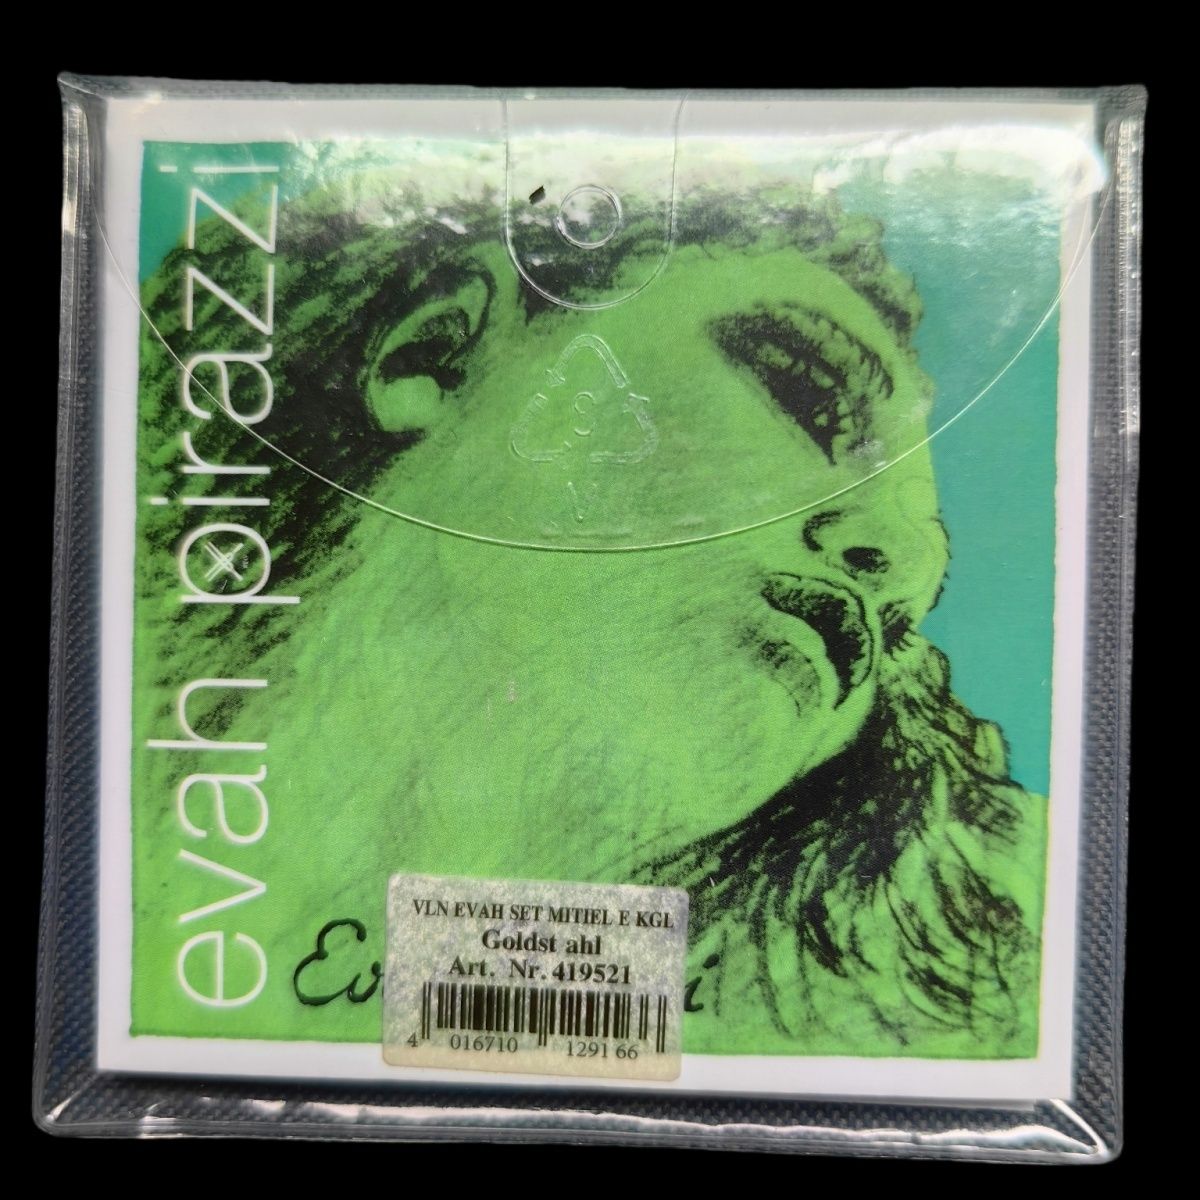 evah pirazzi
VLN EVAH SET MITIEL E KGL
Goldst ahl
Art. Nr. 419521
4 016710 1291 66